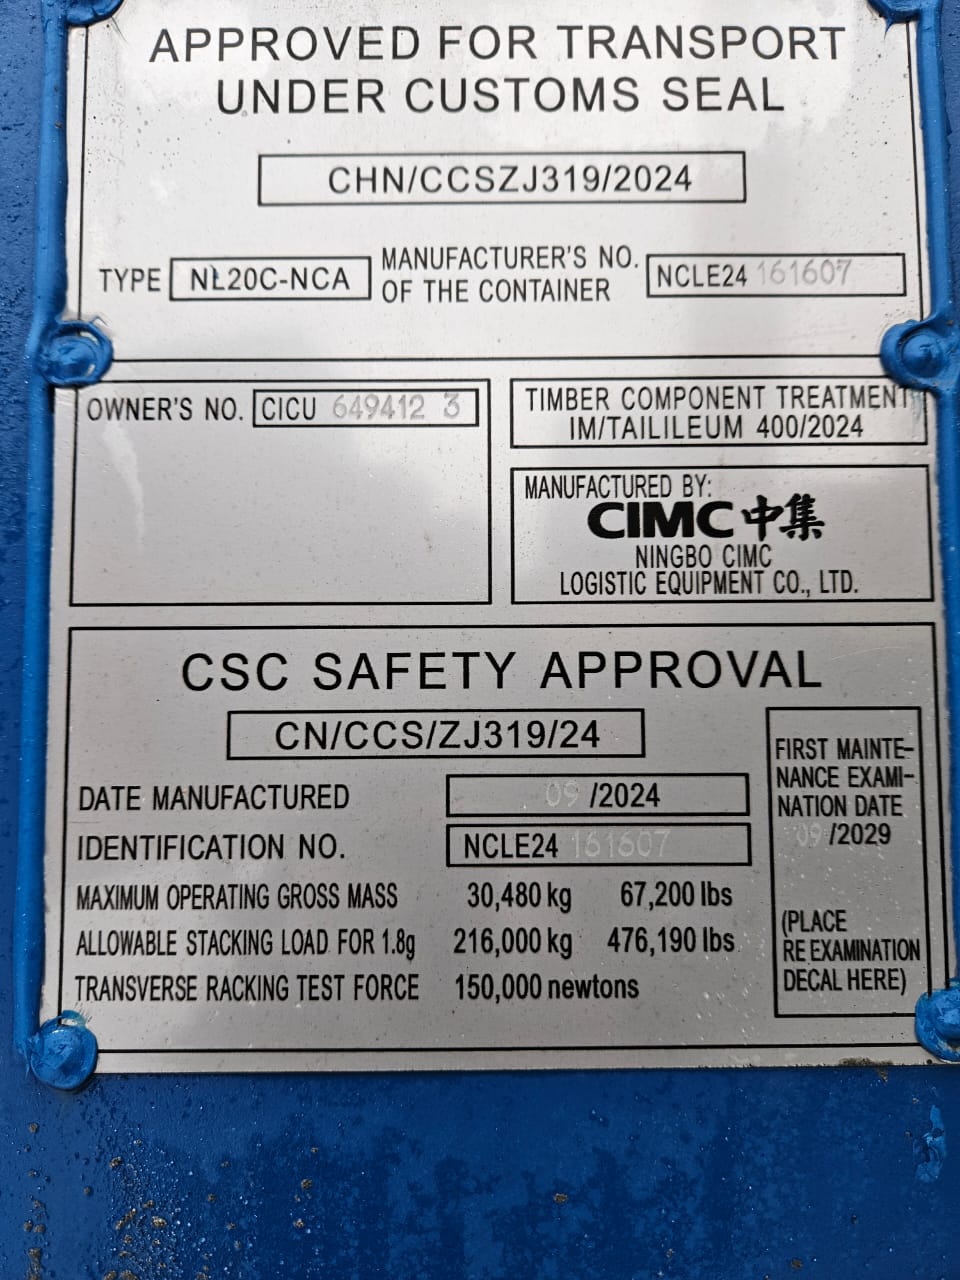 APPROVED FOR TRANSPORT
UNDER CUSTOMS SEAL
CHN/CCSZJ319/2024
TYPE NL20C-NCA MANUFACTURER'S NO. OF THE CONTAINER NCLE24 161607
OWNER'S NO. CICU 649412 3
TIMBER COMPONENT TREATMENT
IM/TAILILEUM 400/2024
MANUFACTURED BY:
CIMC 中集
NINGBO CIMC
LOGISTIC EQUIPMENT CO., LTD.
CSC SAFETY APPROVAL
CN/CCS/ZJ319/24
DATE MANUFACTURED 09 /2024
IDENTIFICATION NO. NCLE24 161607
MAXIMUM OPERATING GROSS MASS 30,480 kg 67,200 lbs
ALLOWABLE STACKING LOAD FOR 1.8g 216,000 kg 476,190 lbs
TRANSVERSE RACKING TEST FORCE 150,000 newtons
FIRST MAINTE-
NANCE EXAMI-
NATION DATE
09 /2029
(PLACE
RE EXAMINATION
DECAL HERE)